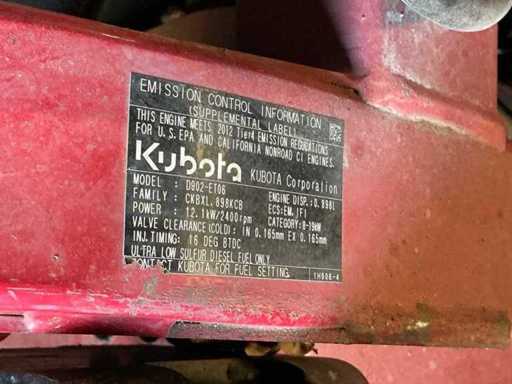 EMISSION CONTROL INFORMATION
(SUPPLEMENTAL LABEL)
THIS ENGINE MEETS 2012 Tier4 EMISSION REGULATIONS
FOR U.S.EPA AND CALIFORNIA NONROAD CI ENGINES.
Kubota KUBOTA Corporation
MODEL : D902-ET06 ENGINE DISP.:0.898L
FAMILY : CKBXL.898KCB ECS:EM,IFI
POWER : 12.1kW/2400rpm CATEGORY:8-19kW
VALVE CLEARANCE(COLD): IN 0.165mm EX 0.165mm
INJ.TIMING: 16 DEG BTDC
ULTRA LOW SULFUR DIESEL FUEL ONLY
CONTACT KUBOTA FOR FUEL SETTING. 1H906-4